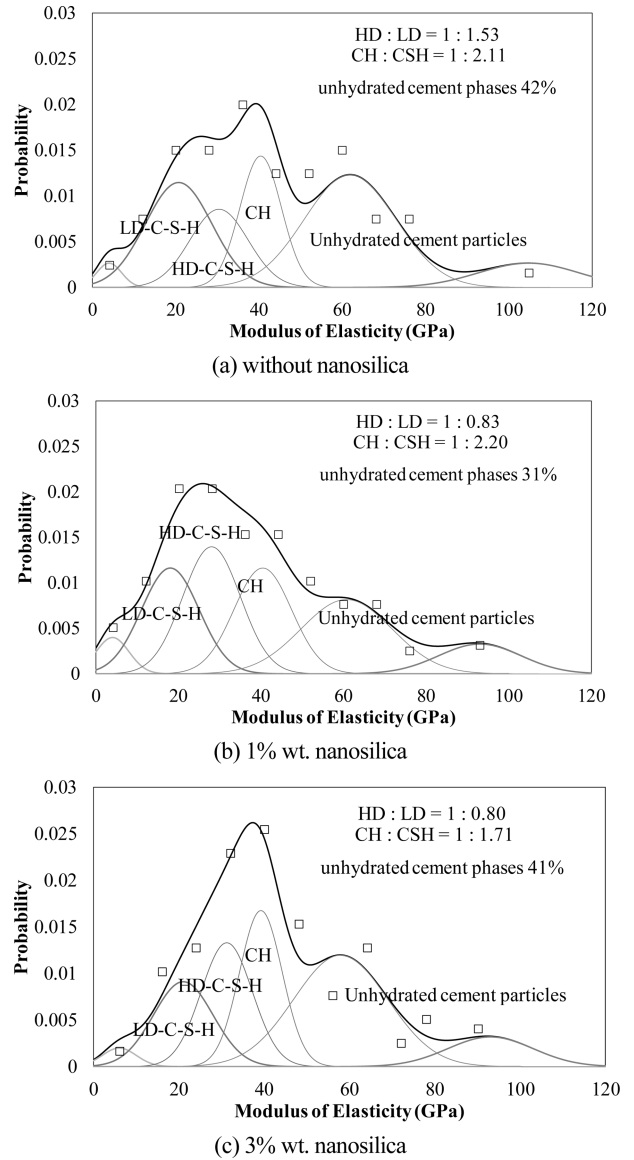 0.03
0.025
0.02
0.015
0.01
0.005
0
Probability
HD : LD = 1 : 1.53
CH : CSH = 1 : 2.11
unhydrated cement phases 42%
LD-C-S-H
HD-C-S-H
CH
Unhydrated cement particles
0 20 40 60 80 100 120
Modulus of Elasticity (GPa)
(a) without nanosilica
0.03
0.025
0.02
0.015
0.01
0.005
0
Probability
HD : LD = 1 : 0.83
CH : CSH = 1 : 2.20
unhydrated cement phases 31%
HD-C-S-H
CH
LD-C-S-H
Unhydrated cement particles
0 20 40 60 80 100 120
Modulus of Elasticity (GPa)
(b) 1% wt. nanosilica
0.03
0.025
0.02
0.015
0.01
0.005
0
Probability
HD : LD = 1 : 0.80
CH : CSH = 1 : 1.71
unhydrated cement phases 41%
CH
HD-C-S-H
Unhydrated cement particles
LD-C-S-H
0 20 40 60 80 100 120
Modulus of Elasticity (GPa)
(c) 3% wt. nanosilica